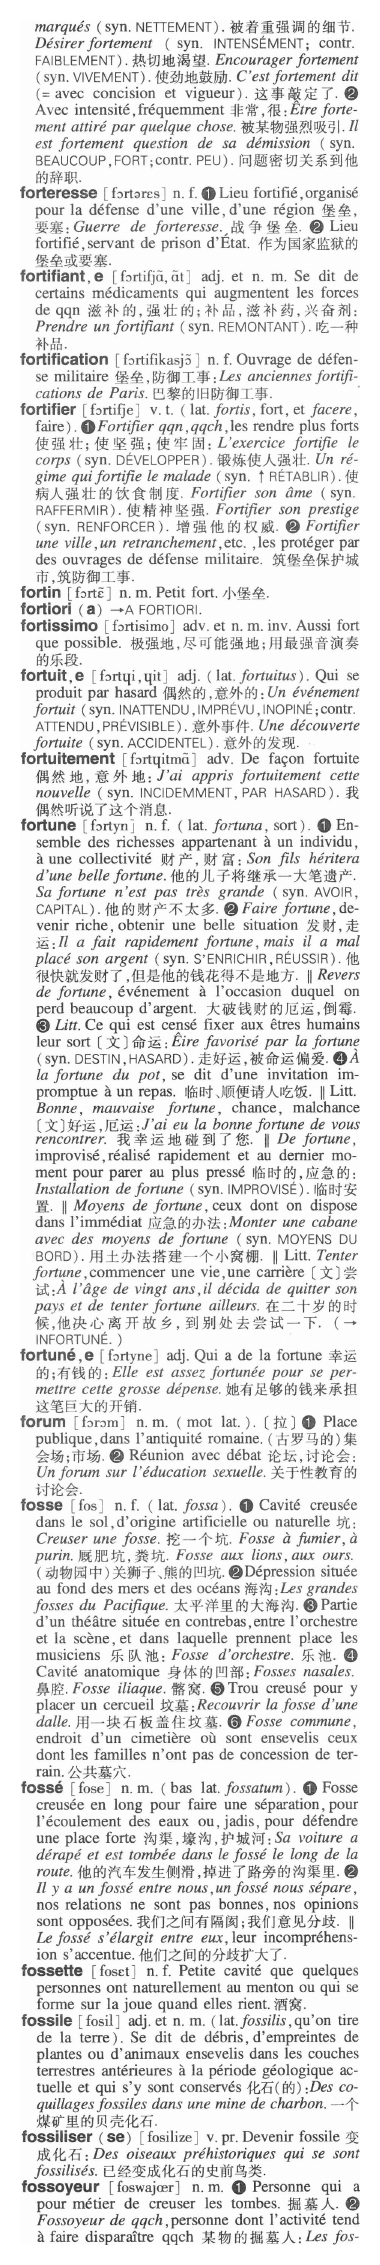 marqués (syn. NETTEMENT). 被着重强调的细节.
Désirer fortement ( syn. INTENSÉMENT; contr.
FAIBLEMENT). 热切地渴望. Encourager fortement
(syn. VIVEMENT). 使劲地鼓励. C'est fortement dit
(= avec concision et vigueur). 这事敲定了. ❷
Avec intensité, fréquemment 非常,很: Être forte-
ment attiré par quelque chose. 被某物强烈吸引. Il
est fortement question de sa démission (syn.
BEAUCOUP, FORT; contr. PEU). 问题密切关系到他
的辞职.
forteresse [fɔrtərɛs] n. f. ❶ Lieu fortifié, organisé
pour la défense d'une ville, d'une région 堡垒,
要塞: Guerre de forteresse. 战争堡垒. ❷ Lieu
fortifié, servant de prison d'État. 作为国家监狱的
堡垒或要塞.
fortifiant, e [fɔrtifjɑ̃, ɑ̃t] adj. et n. m. Se dit de
certains médicaments qui augmentent les forces
de qqn 滋补的,强壮的;补品,滋补药,兴奋剂:
Prendre un fortifiant (syn. REMONTANT). 吃一种
补品.
fortification [fɔrtifikasjɔ̃] n. f. Ouvrage de défen-
se militaire 堡垒,防御工事: Les anciennes fortifi-
cations de Paris. 巴黎的旧防御工事.
fortifier [fɔrtifje] v. t. ( lat. fortis, fort, et facere,
faire). ❶ Fortifier qqn, qqch, les rendre plus forts
使强壮;使坚强;使牢固: L'exercice fortifie le
corps (syn. DÉVELOPPER). 锻炼使人强壮. Un ré-
gime qui fortifie le malade (syn. ↑ RÉTABLIR). 使
病人强壮的饮食制度. Fortifier son âme (syn.
RAFFERMIR). 使精神坚强. Fortifier son prestige
(syn. RENFORCER). 增强他的权威. ❷ Fortifier
une ville, un retranchement, etc. , les protéger par
des ouvrages de défense militaire. 筑堡垒保护城
市,筑防御工事.
fortin [fɔrtɛ̃] n. m. Petit fort. 小堡垒.
fortiori (a) →A FORTIORI.
fortissimo [fɔrtisimo] adv. et n. m. inv. Aussi fort
que possible. 极强地,尽可能强地;用最强音演奏
的乐段.
fortuit, e [fɔrtɥi, ɥit] adj. (lat. fortuitus). Qui se
produit par hasard 偶然的,意外的: Un événement
fortuit (syn. INATTENDU, IMPRÉVU, INOPINÉ; contr.
ATTENDU, PRÉVISIBLE). 意外事件. Une découverte
fortuite (syn. ACCIDENTEL). 意外的发现.
fortuitement [fɔrtɥitmɑ̃] adv. De façon fortuite
偶然地,意外地: J'ai appris fortuitement cette
nouvelle (syn. INCIDEMMENT, PAR HASARD). 我
偶然听说了这个消息.
fortune [fɔrtyn] n. f. ( lat. fortuna, sort). ❶ En-
semble des richesses appartenant à un individu,
à une collectivité 财产,财富: Son fils héritera
d'une belle fortune. 他的儿子将继承一大笔遗产.
Sa fortune n'est pas très grande ( syn. AVOIR,
CAPITAL). 他的财产不太多. ❷ Faire fortune, de-
venir riche, obtenir une belle situation 发财,走
运: Il a fait rapidement fortune, mais il a mal
placé son argent (syn. S'ENRICHIR, RÉUSSIR). 他
很快就发财了,但是他的钱花得不是地方. ‖ Revers
de fortune, événement à l'occasion duquel on
perd beaucoup d'argent. 大破钱财的厄运,倒霉.
❸ Litt. Ce qui est censé fixer aux êtres humains
leur sort [文]命运: Êire favorisé par la fortune
(syn. DESTIN, HASARD). 走好运,被命运偏爱. ❹ À
la fortune du pot, se dit d'une invitation im-
promptue à un repas. 临时、顺便请人吃饭. ‖ Litt.
Bonne, mauvaise fortune, chance, malchance
[文]好运,厄运: J'ai eu la bonne fortune de vous
rencontrer. 我幸运地碰到了您. ‖ De fortune,
improvisé, réalisé rapidement et au dernier mo-
ment pour parer au plus pressé 临时的,应急的:
Installation de fortune (syn. IMPROVISÉ). 临时安
置. ‖ Moyens de fortune, ceux dont on dispose
dans l'immédiat 应急的办法: Monter une cabane
avec des moyens de fortune (syn. MOYENS DU
BORD). 用土办法搭建一个小窝棚. ‖ Litt. Tenter
fortune, commencer une vie, une carrière [文]尝
试: À l'âge de vingt ans, il décida de quitter son
pays et de tenter fortune ailleurs. 在二十岁的时
候,他决心离开故乡,到别处去尝试一下. (→
INFORTUNÉ. )
fortuné, e [fɔrtyne] adj. Qui a de la fortune 幸运
的;有钱的: Elle est assez fortunée pour se per-
mettre cette grosse dépense. 她有足够的钱来承担
这笔巨大的开销.
forum [fɔrɔm] n. m. ( mot lat. ). [拉] ❶ Place
publique, dans l'antiquité romaine. (古罗马的)集
会场;市场. ❷ Réunion avec débat 论坛,讨论会:
Un forum sur l'éducation sexuelle. 关于性教育的
讨论会.
fosse [fos] n. f. ( lat. fossa). ❶ Cavité creusée
dans le sol, d'origine artificielle ou naturelle 坑:
Creuser une fosse. 挖一个坑. Fosse à fumier, à
purin. 厩肥坑,粪坑. Fosse aux lions, aux ours.
(动物园中)关狮子、熊的凹坑. ❷ Dépression située
au fond des mers et des océans 海沟: Les grandes
fosses du Pacifique. 太平洋里的大海沟. ❸ Partie
d'un théâtre située en contrebas, entre l'orchestre
et la scène, et dans laquelle prennent place les
musiciens 乐队池: Fosse d'orchestre. 乐池. ❹
Cavité anatomique 身体的凹部: Fosses nasales.
鼻腔. Fosse iliaque. 髂窝. ❺ Trou creusé pour y
placer un cercueil 坟墓: Recouvrir la fosse d'une
dalle. 用一块石板盖住坟墓. ❻ Fosse commune,
endroit d'un cimetière où sont ensevelis ceux
dont les familles n'ont pas de concession de ter-
rain. 公共墓穴.
fossé [fose] n. m. ( bas lat. fossatum). ❶ Fosse
creusée en long pour faire une séparation, pour
l'écoulement des eaux ou, jadis, pour défendre
une place forte 沟渠,壕沟,护城河: Sa voiture a
dérapé et est tombée dans le fossé le long de la
route. 他的汽车发生侧滑,掉进了路旁的沟渠里. ❷
Il y a un fossé entre nous, un fossé nous sépare,
nos relations ne sont pas bonnes, nos opinions
sont opposées. 我们之间有隔阂;我们意见分歧. ‖
Le fossé s'élargit entre eux, leur incompréhens-
ion s'accentue. 他们之间的分歧扩大了.
fossette [fosɛt] n. f. Petite cavité que quelques
personnes ont naturellement au menton ou qui se
forme sur la joue quand elles rient. 酒窝.
fossile [fosil] adj. et n. m. (lat. fossilis, qu'on tire
de la terre). Se dit de débris, d'empreintes de
plantes ou d'animaux ensevelis dans les couches
terrestres antérieures à la période géologique ac-
tuelle et qui s'y sont conservés 化石(的): Des co-
quillages fossiles dans une mine de charbon. 一个
煤矿里的贝壳化石.
fossiliser (se) [fosilize] v. pr. Devenir fossile 变
成化石: Des oiseaux préhistoriques qui se sont
fossilisés. 已经变成化石的史前鸟类.
fossoyeur [foswajœr] n. m. ❶ Personne qui a
pour métier de creuser les tombes. 掘墓人. ❷
Fossoyeur de qqch, personne dont l'activité tend
à faire disparaître qqch 某物的掘墓人: Les fos-